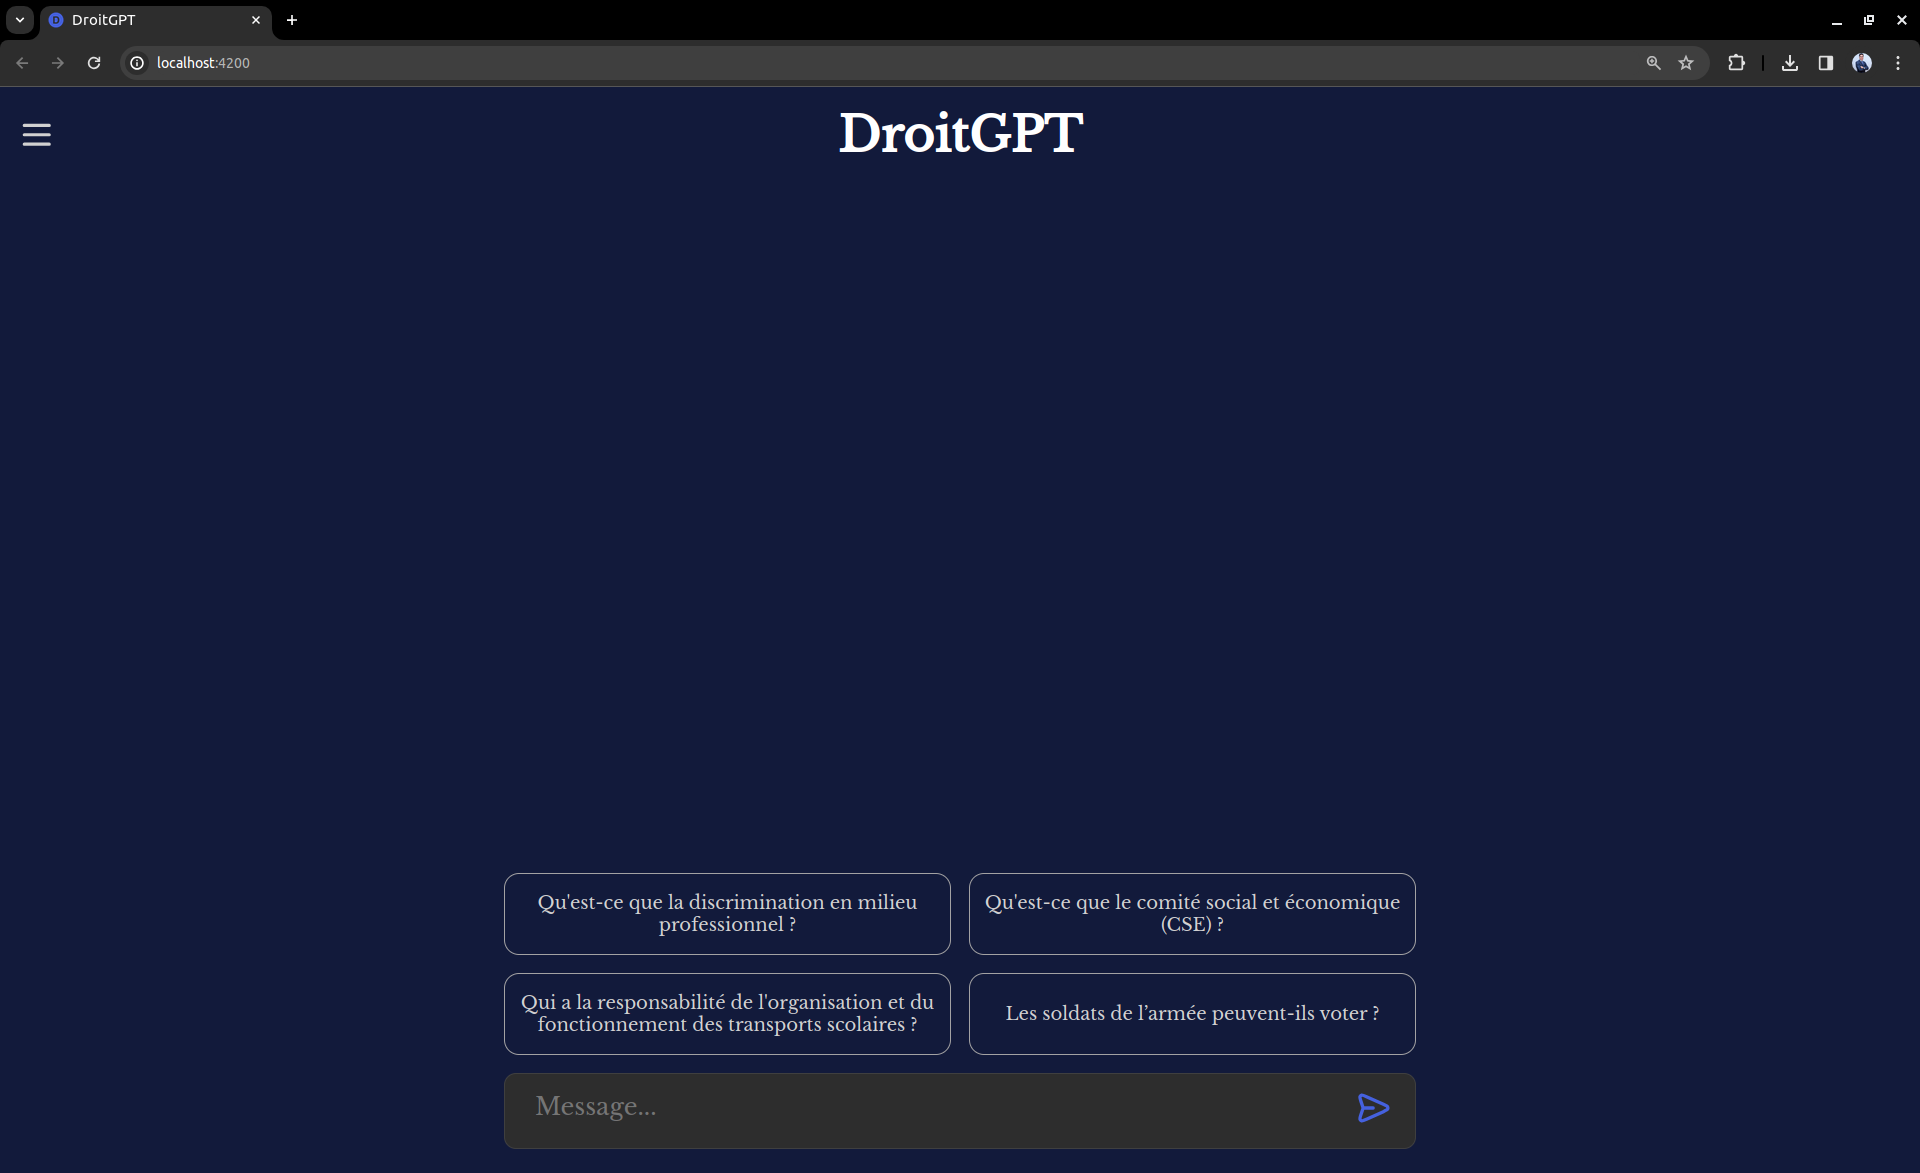 DroitGPT
localhost:4200
DroitGPT
Qu'est-ce que la discrimination en milieu
professionnel ?
Qu'est-ce que le comité social et économique
(CSE) ?
Qui a la responsabilité de l'organisation et du
fonctionnement des transports scolaires ?
Les soldats de l’armée peuvent-ils voter ?
Message...